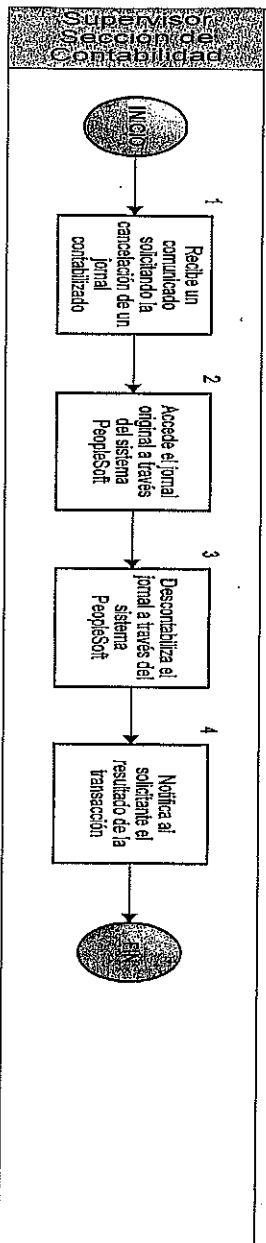 Supervisor
Sección de
Contabilidad
INICIO
1
Recibe un
comunicado
solicitando la
cancelación de un
jornal
contabilizado
2
Accede el jornal
original a través
del sistema
PeopleSoft
3
Descontabiliza el
jornal a través del
sistema
PeopleSoft
4
Notifica al
solicitante el
resultado de la
transacción
FIN